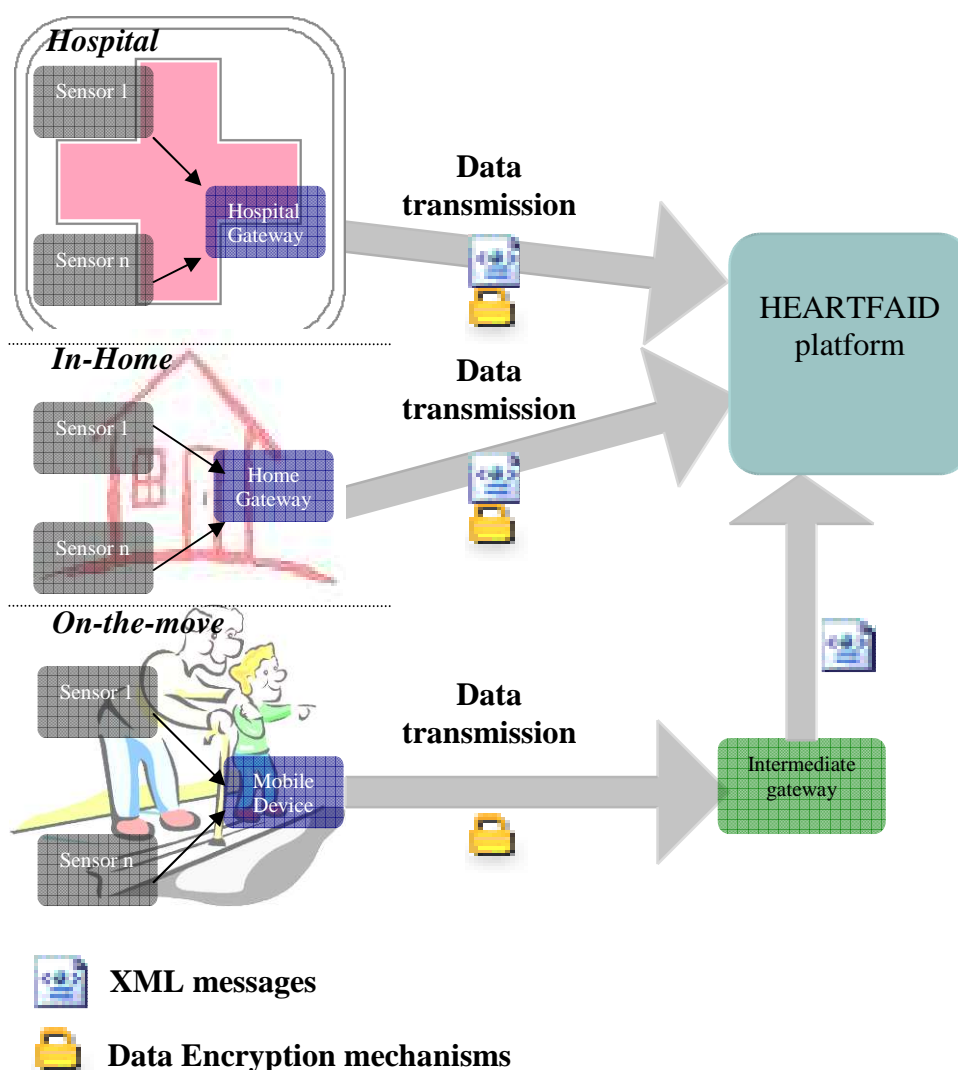 Hospital
Sensor 1
Sensor n
Hospital
Gateway
Data
transmission
HEARTFAID
platform
In-Home
Sensor 1
Sensor n
Home
Gateway
Data
transmission
On-the-move
Sensor 1
Sensor n
Mobile
Device
Data
transmission
Intermediate
gateway
XML messages
Data Encryption mechanisms